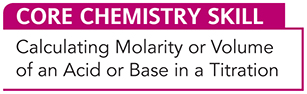 CORE CHEMISTRY SKILL
Calculating Molarity or Volume
of an Acid or Base in a Titration